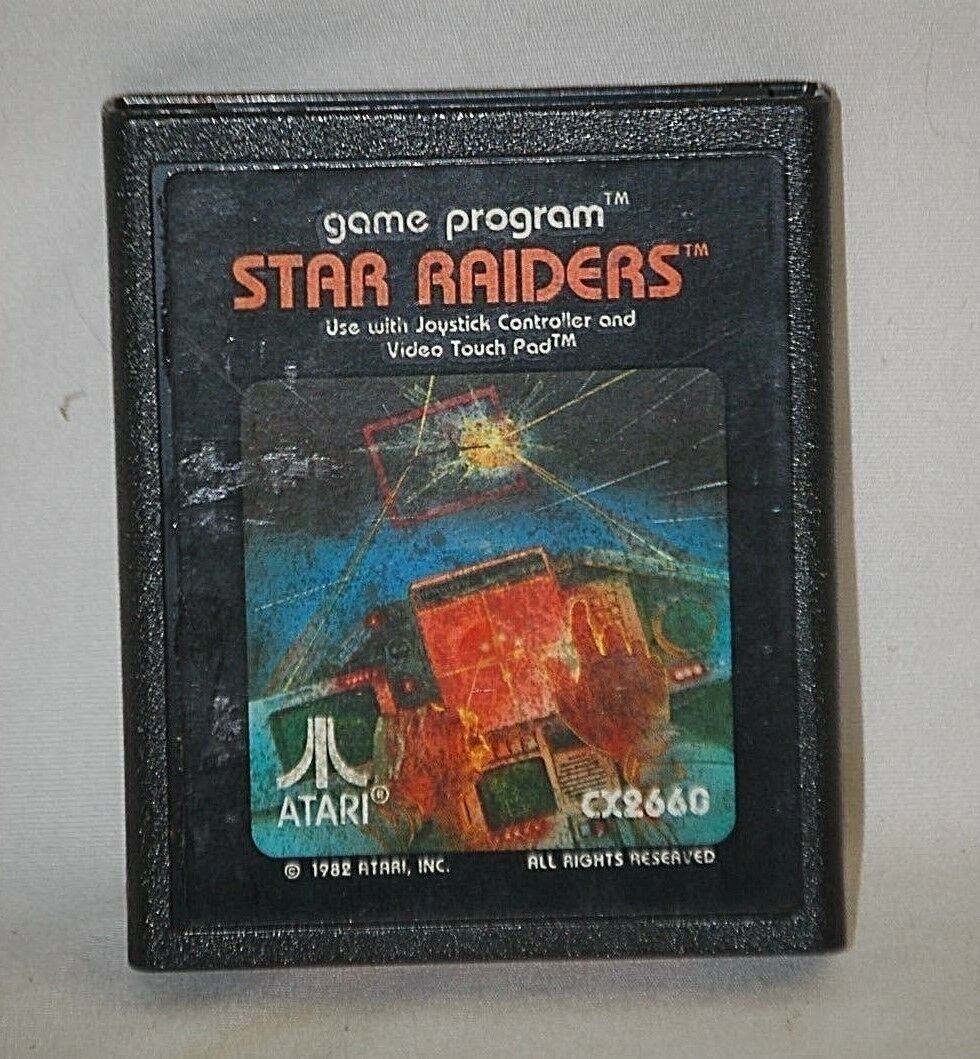 game program™
STAR RAIDERS™
Use with Joystick Controller and
Video Touch Pad™
ATARI®
CX2660
© 1982 ATARI, INC.
ALL RIGHTS RESERVED